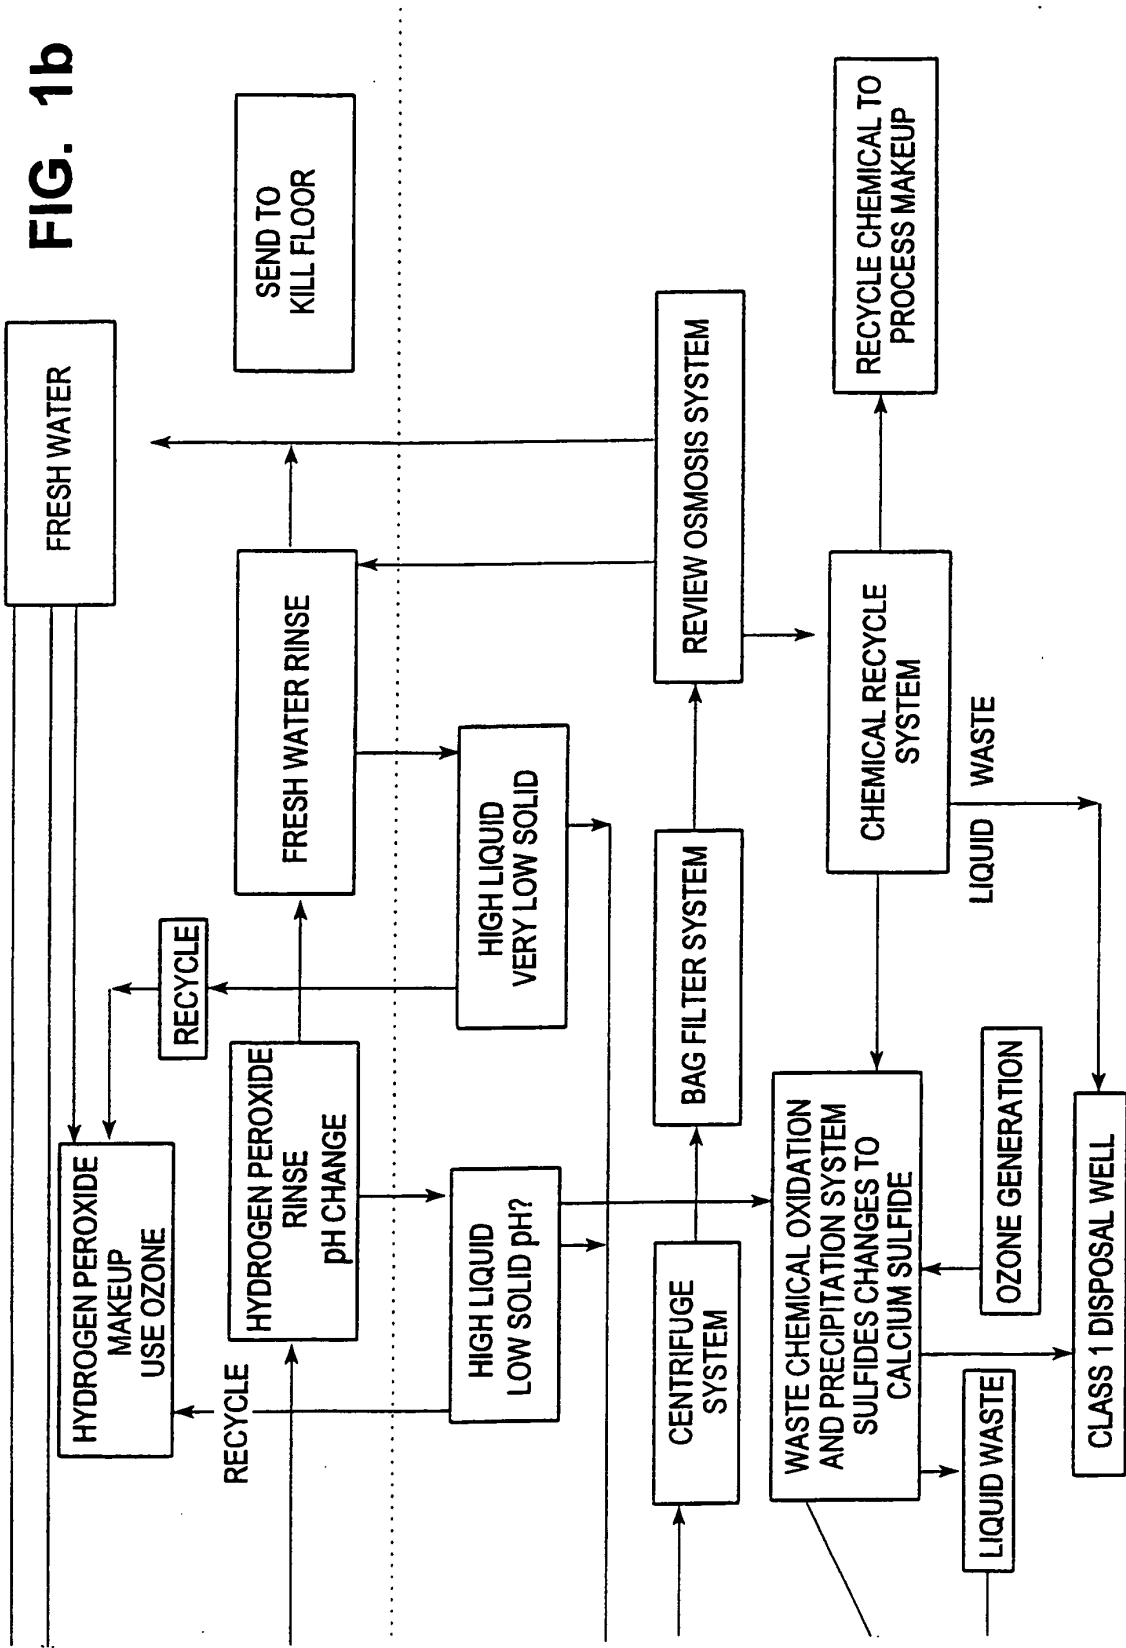 FIG. 1b
FRESH WATER
HYDROGEN PEROXIDE
MAKEUP
USE OZONE
RECYCLE
RECYCLE
HYDROGEN PEROXIDE
RINSE
pH CHANGE
FRESH WATER RINSE
SEND TO
KILL FLOOR
HIGH LIQUID
LOW SOLID pH?
HIGH LIQUID
VERY LOW SOLID
CENTRIFUGE
SYSTEM
BAG FILTER SYSTEM
REVIEW OSMOSIS SYSTEM
WASTE CHEMICAL OXIDATION
AND PRECIPITATION SYSTEM
SULFIDES CHANGES TO
CALCIUM SULFIDE
CHEMICAL RECYCLE
SYSTEM
RECYCLE CHEMICAL TO
PROCESS MAKEUP
LIQUID WASTE
LIQUID WASTE
OZONE GENERATION
CLASS 1 DISPOSAL WELL